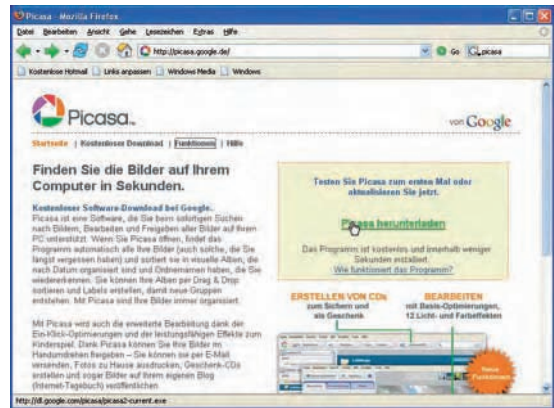 Picasa - Mozilla Firefox
Datei Bearbeiten Ansicht Gehe Lesezeichen Extras Hilfe
http://picasa.google.de/ Go picasa
Kostenlose Hotmail Links anpassen Windows Media Windows
Picasa
von Google
Startseite | Kostenloser Download | Funktionen | Hilfe
Finden Sie die Bilder auf Ihrem
Computer in Sekunden.
Kostenloser Software-Download bei Google.
Picasa ist eine Software, die Sie beim sofortigen Suchen
nach Bildern, Bearbeiten und Freigeben aller Bilder auf Ihrem
PC unterstützt. Wenn Sie Picasa öffnen, findet das
Programm automatisch alle Ihre Bilder (auch solche, die Sie
längst vergessen haben) und sortiert sie in visuelle Alben, die
nach Datum organisiert sind und Ordnernamen haben, die Sie
wiedererkennen. Sie können Ihre Alben per Drag & Drop
sortieren und Labels erstellen, damit neue Gruppen
entstehen. Mit Picasa sind Ihre Bilder immer organisiert.
Mit Picasa wird auch die erweiterte Bearbeitung dank der
Ein-Klick-Optimierungen und der leistungsfähigen Effekte zum
Kinderspiel. Dank Picasa können Sie Ihre Bilder im
Handumdrehen freigeben – Sie können sie per E-Mail
versenden, Fotos zu Hause ausdrucken, Geschenk-CDs
erstellen und sogar Bilder auf Ihrem eigenen Blog
(Internet-Tagebuch) veröffentlichen.
Testen Sie Picasa zum ersten Mal oder
aktualisieren Sie jetzt.
Picasa herunterladen
Das Programm ist kostenlos und innerhalb weniger
Sekunden installiert.
Wie funktioniert das Programm?
ERSTELLEN VON CDs
zum Sichern und
als Geschenk
BEARBEITEN
mit Basis-Optimierungen,
12 Licht- und Farbeffekten
Neue
Funktionen
http://dl.google.com/picasa/picasa2-current.exe